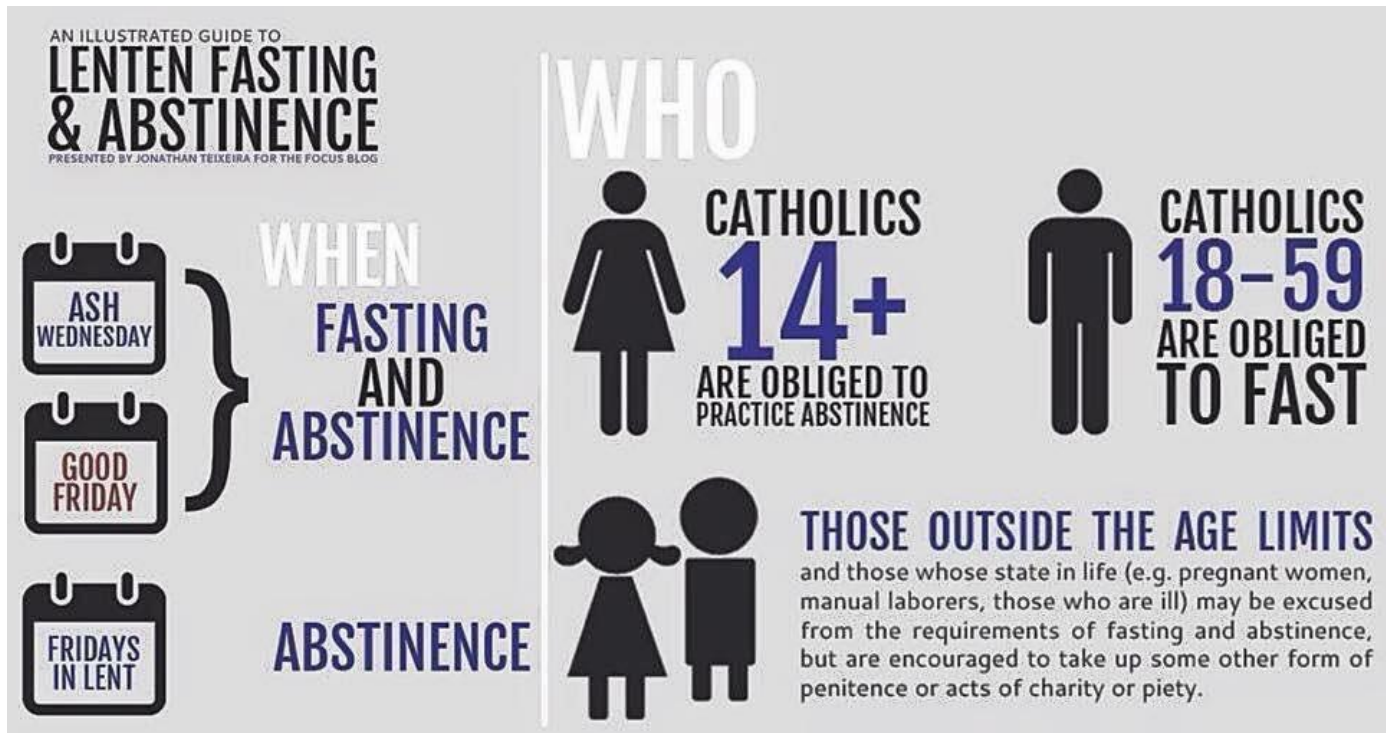 AN ILLUSTRATED GUIDE TO
LENTEN FASTING
& ABSTINENCE
PRESENTED BY JONATHAN TEIXEIRA FOR THE FOCUS BLOG
WHEN
ASH
WEDNESDAY
GOOD
FRIDAY
FASTING
AND
ABSTINENCE
FRIDAYS
IN LENT
ABSTINENCE
WHO
CATHOLICS
14+
ARE OBLIGED TO
PRACTICE ABSTINENCE
CATHOLICS
18-59
ARE OBLIGED
TO FAST
THOSE OUTSIDE THE AGE LIMITS
and those whose state in life (e.g. pregnant women,
manual laborers, those who are ill) may be excused
from the requirements of fasting and abstinence,
but are encouraged to take up some other form of
penitence or acts of charity or piety.